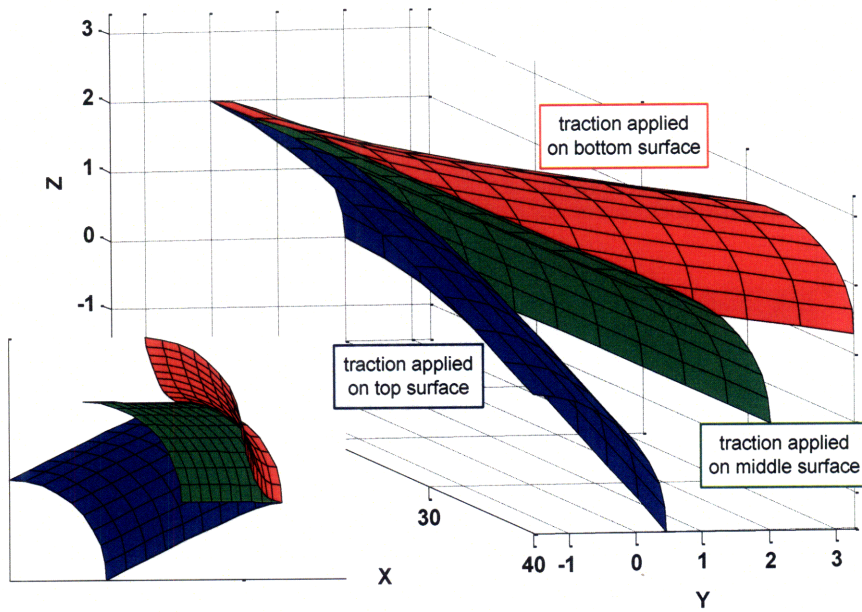 3
2
1
0
-1
Z
traction applied
on bottom surface
traction applied
on top surface
traction applied
on middle surface
30
40
-1
0
1
2
3
X
Y